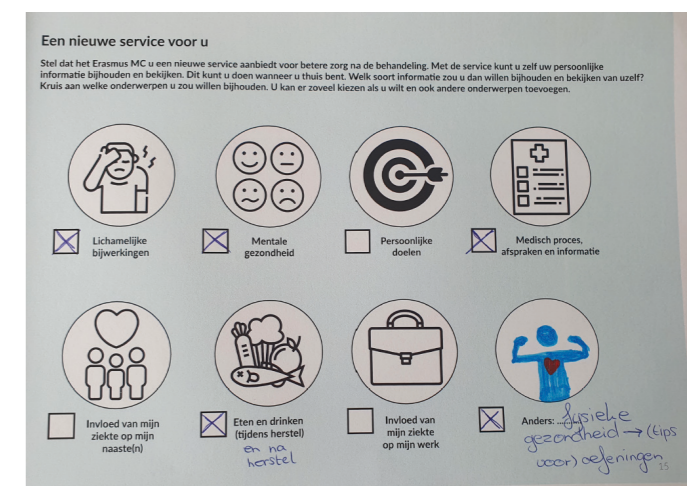 Een nieuwe service voor u
Stel dat het Erasmus MC u een nieuwe service aanbiedt voor betere zorg na de behandeling. Met de service kunt u zelf uw persoonlijke
informatie bijhouden en bekijken. Dit kunt u doen wanneer u thuis bent. Welk soort informatie zou u dan willen bijhouden en bekijken van uzelf?
Kruis aan welke onderwerpen u zou willen bijhouden. U kan er zoveel kiezen als u wilt en ook andere onderwerpen toevoegen.
Lichamelijke
bijwerkingen
Mentale
gezondheid
Persoonlijke
doelen
Medisch proces,
afspraken en informatie
Invloed van mijn
ziekte op mijn
naaste(n)
Eten en drinken
(tijdens herstel)
en na
herstel
Invloed van
mijn ziekte
op mijn werk
Anders: ........ fysieke
gezondheid → (tips
voor) oefeningen
15